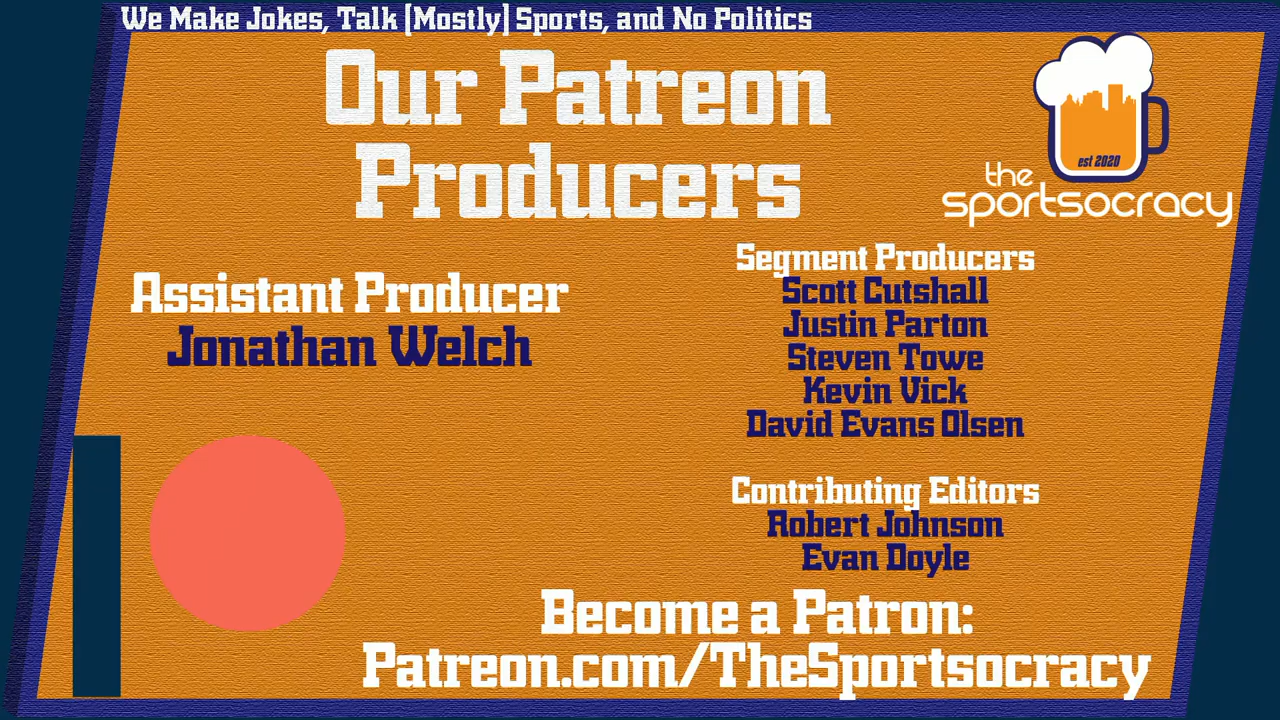 We Make Jokes, Talk (Mostly) Sports, and No Politics
Our Patreon
Producers
est 2020
the
sportsocracy
Assistant Producer
Jonathan Welch
Segment Producers
Scott Cutshall
Justin Parton
Steven Towe
Kevin Vick
David Evans Olsen
Contributing Editors
Robert Johnson
Evan Doyle
Become a Patron:
Patreon.com/TheSportsocracy